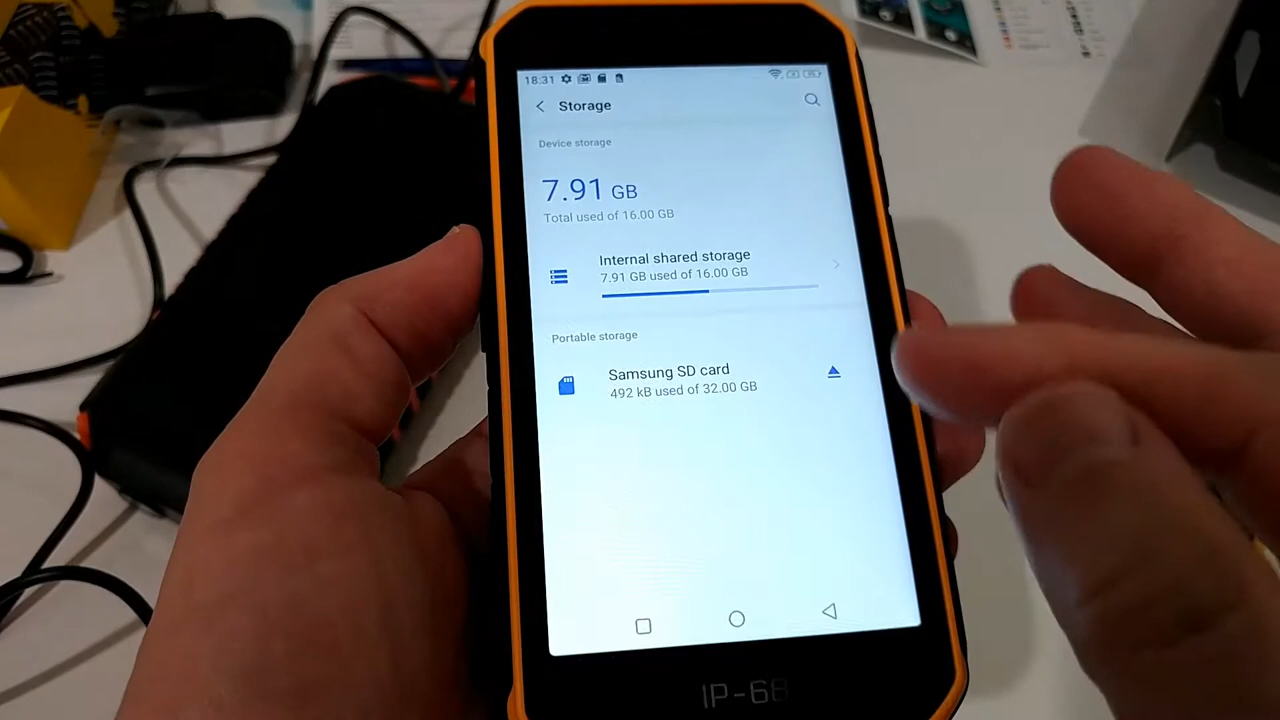 18:31
Storage
Device storage
7.91 GB
Total used of 16.00 GB
Internal shared storage
7.91 GB used of 16.00 GB
Portable storage
Samsung SD card
492 kB used of 32.00 GB
IP-68